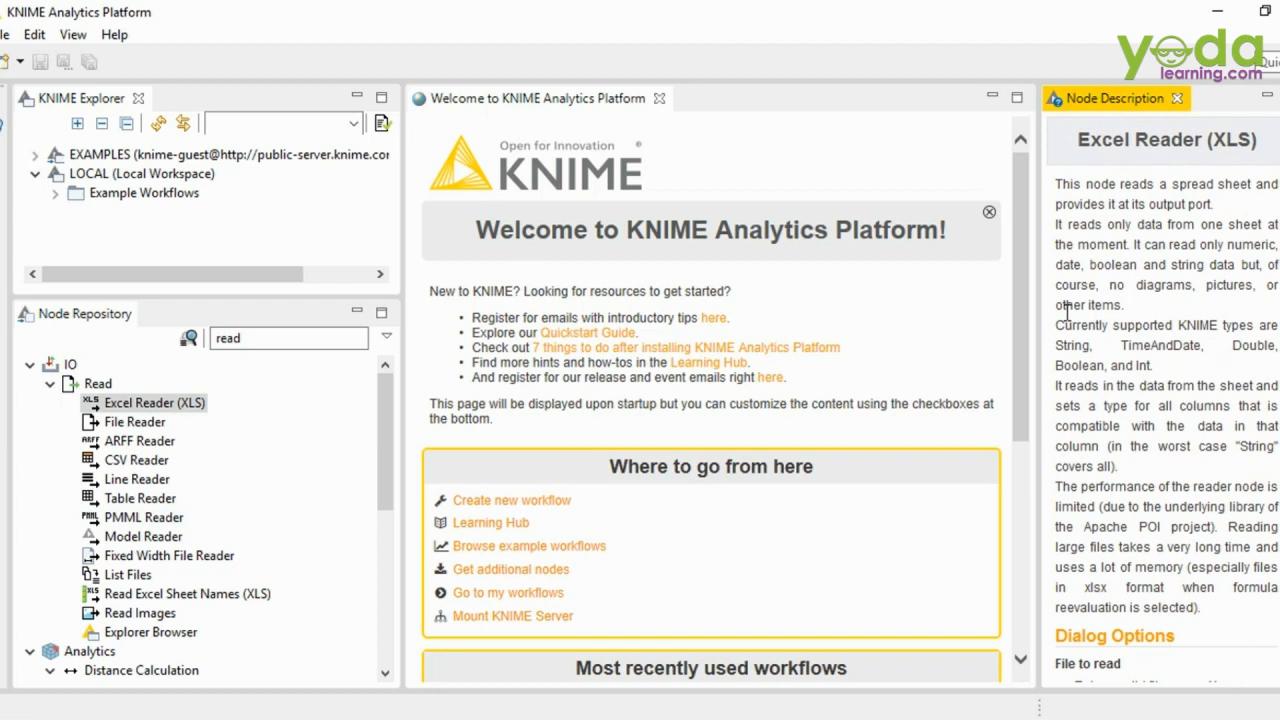 KNIME Analytics Platform
Edit View Help
yoda
learning.com
KNIME Explorer
EXAMPLES (knime-guest@http://public-server.knime.cor
LOCAL (Local Workspace)
Example Workflows
Node Repository
read
IO
Read
Excel Reader (XLS)
File Reader
ARFF Reader
CSV Reader
Line Reader
Table Reader
PMML Reader
Model Reader
Fixed Width File Reader
List Files
Read Excel Sheet Names (XLS)
Read Images
Explorer Browser
Analytics
Distance Calculation
Welcome to KNIME Analytics Platform
Open for Innovation
KNIME
Welcome to KNIME Analytics Platform!
New to KNIME? Looking for resources to get started?
• Register for emails with introductory tips here.
• Explore our Quickstart Guide.
• Check out 7 things to do after installing KNIME Analytics Platform
• Find more hints and how-tos in the Learning Hub.
• And register for our release and event emails right here.
This page will be displayed upon startup but you can customize the content using the checkboxes at
the bottom.
Where to go from here
Create new workflow
Learning Hub
Browse example workflows
Get additional nodes
Go to my workflows
Mount KNIME Server
Most recently used workflows
Node Description
Excel Reader (XLS)
This node reads a spread sheet and
provides it at its output port.
It reads only data from one sheet at
the moment. It can read only numeric,
date, boolean and string data but, of
course, no diagrams, pictures, or
other items.
Currently supported KNIME types are
String, TimeAndDate, Double,
Boolean, and Int.
It reads in the data from the sheet and
sets a type for all columns that is
compatible with the data in that
column (in the worst case "String"
covers all).
The performance of the reader node is
limited (due to the underlying library of
the Apache POI project). Reading
large files takes a very long time and
uses a lot of memory (especially files
in xlsx format when formula
reevaluation is selected).
Dialog Options
File to read